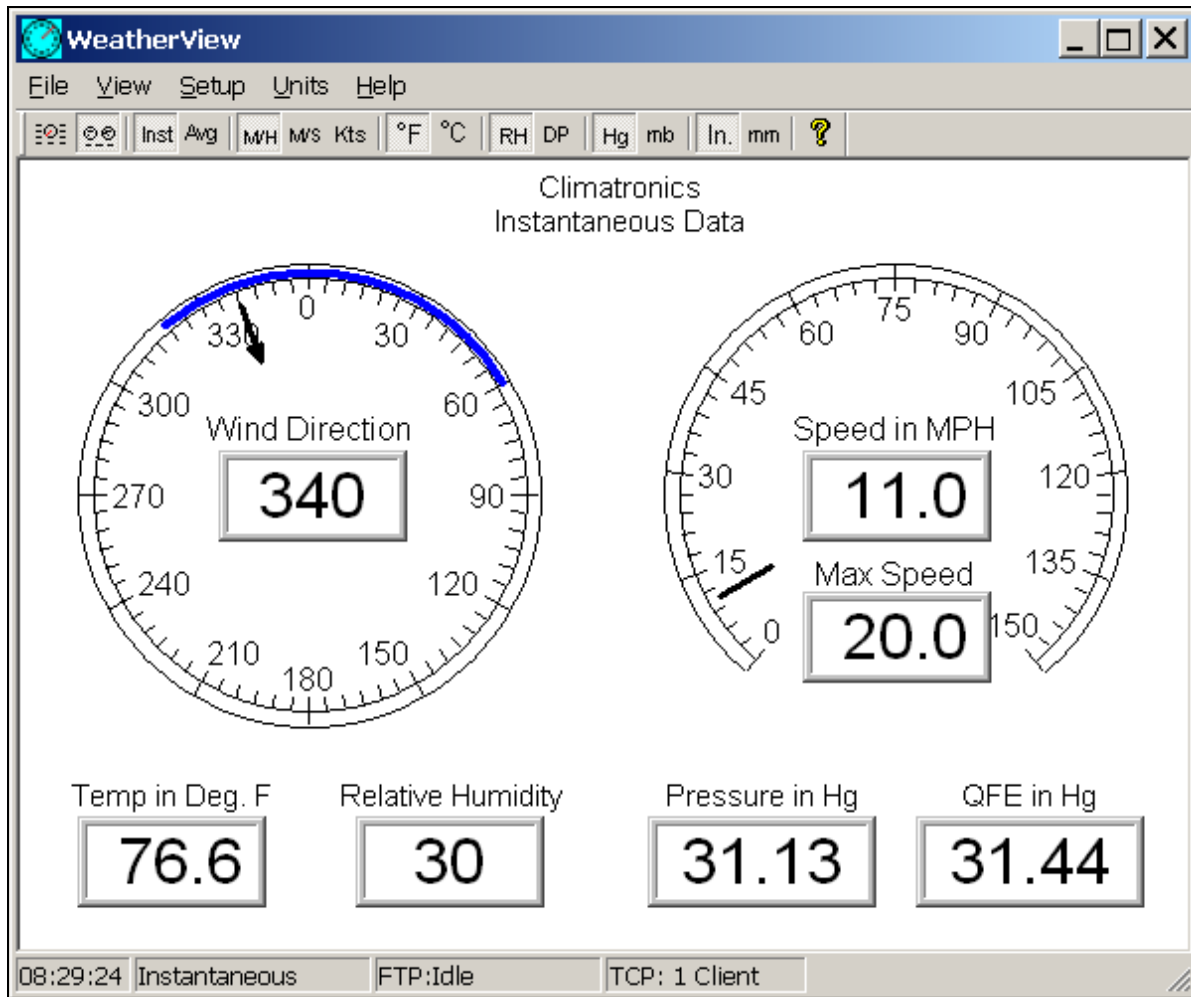 WeatherView
File View Setup Units Help
Inst Avg M/H M/S Kts °F °C RH DP Hg mb In. mm ?
Climatronics
Instantaneous Data
0
30
60
90
120
150
180
210
240
270
300
330
Wind Direction
340
0
15
30
45
60
75
90
105
120
135
150
Speed in MPH
11.0
Max Speed
20.0
Temp in Deg. F
76.6
Relative Humidity
30
Pressure in Hg
31.13
QFE in Hg
31.44
08:29:24 Instantaneous FTP:Idle TCP: 1 Client